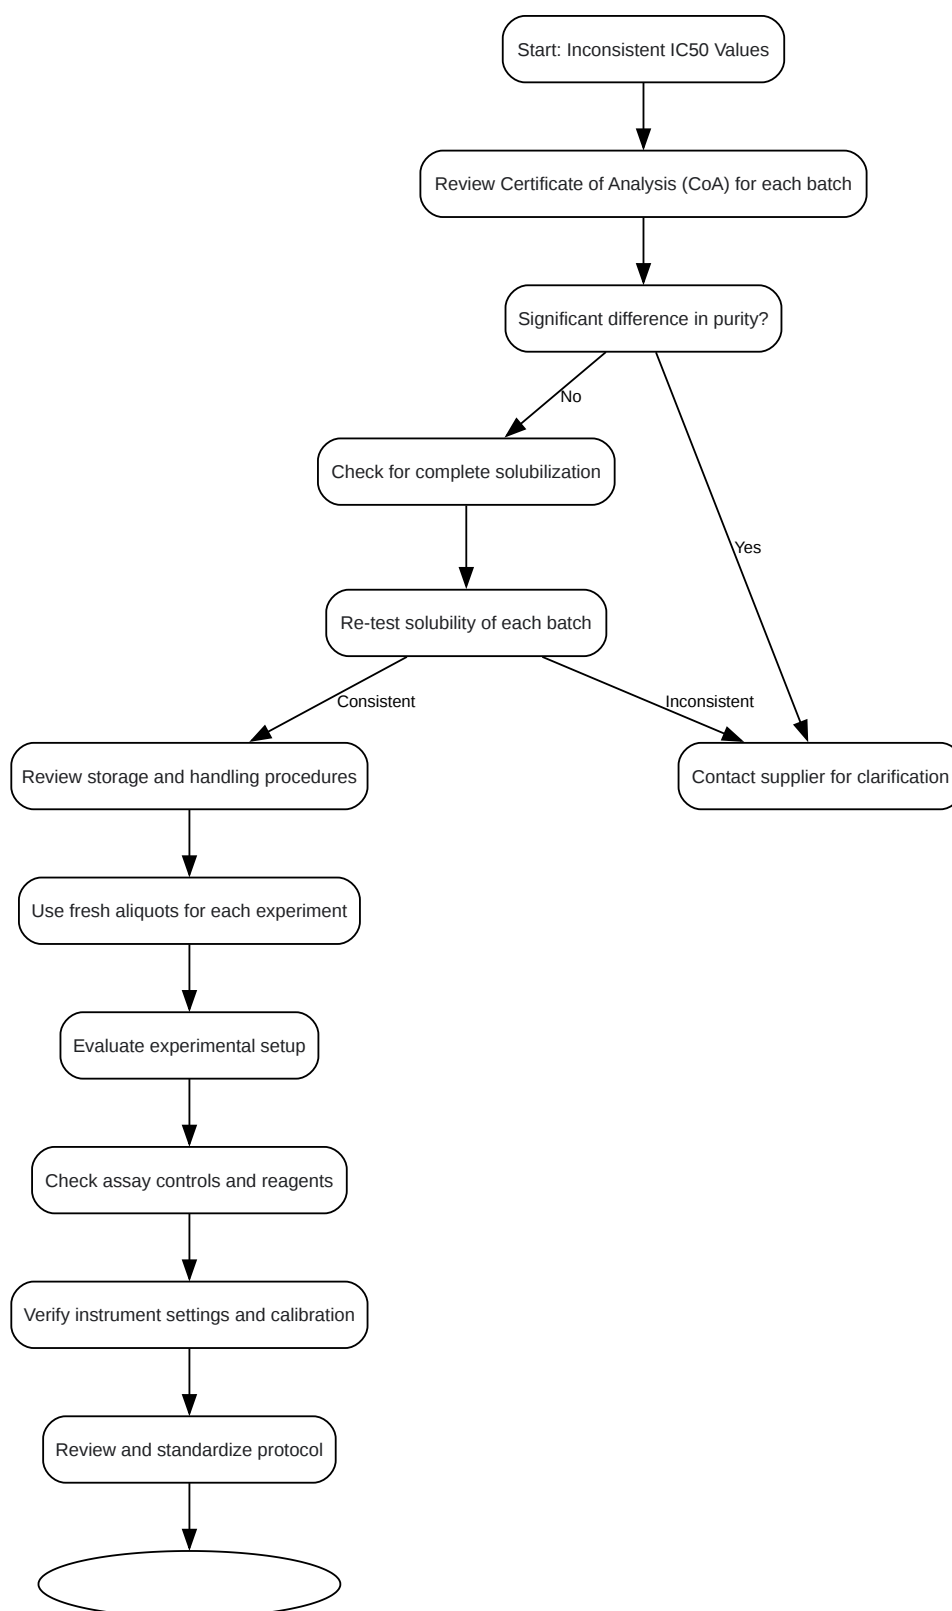 Start: Inconsistent IC50 Values
Review Certificate of Analysis (CoA) for each batch
Significant difference in purity?
No
Check for complete solubilization
Yes
Re-test solubility of each batch
Consistent
Inconsistent
Review storage and handling procedures
Contact supplier for clarification
Use fresh aliquots for each experiment
Evaluate experimental setup
Check assay controls and reagents
Verify instrument settings and calibration
Review and standardize protocol